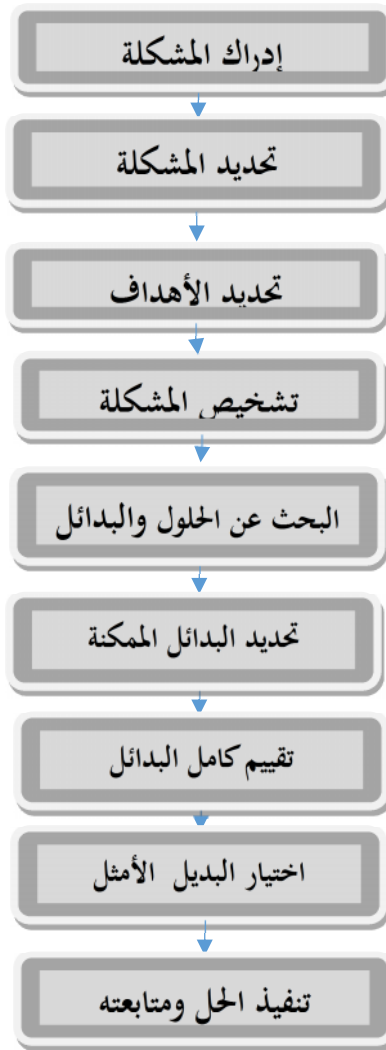 إدراك المشكلة
تحديد المشكلة
تحديد الأهداف
تشخيص المشكلة
البحث عن الحلول والبدائل
تحديد البدائل الممكنة
تقييم كامل البدائل
اختيار البديل الأمثل
تنفيذ الحل ومتابعته